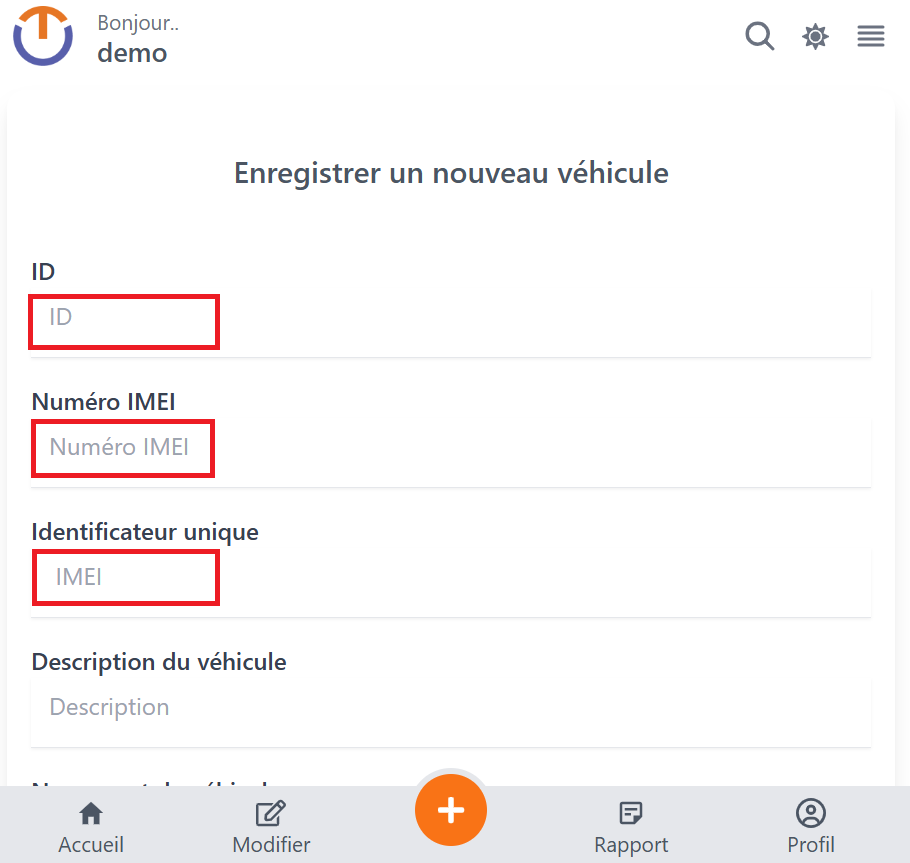 Bonjour..
demo
Enregistrer un nouveau véhicule
ID
ID
Numéro IMEI
Numéro IMEI
Identificateur unique
IMEI
Description du véhicule
Description
Accueil
Modifier
Rapport
Profil